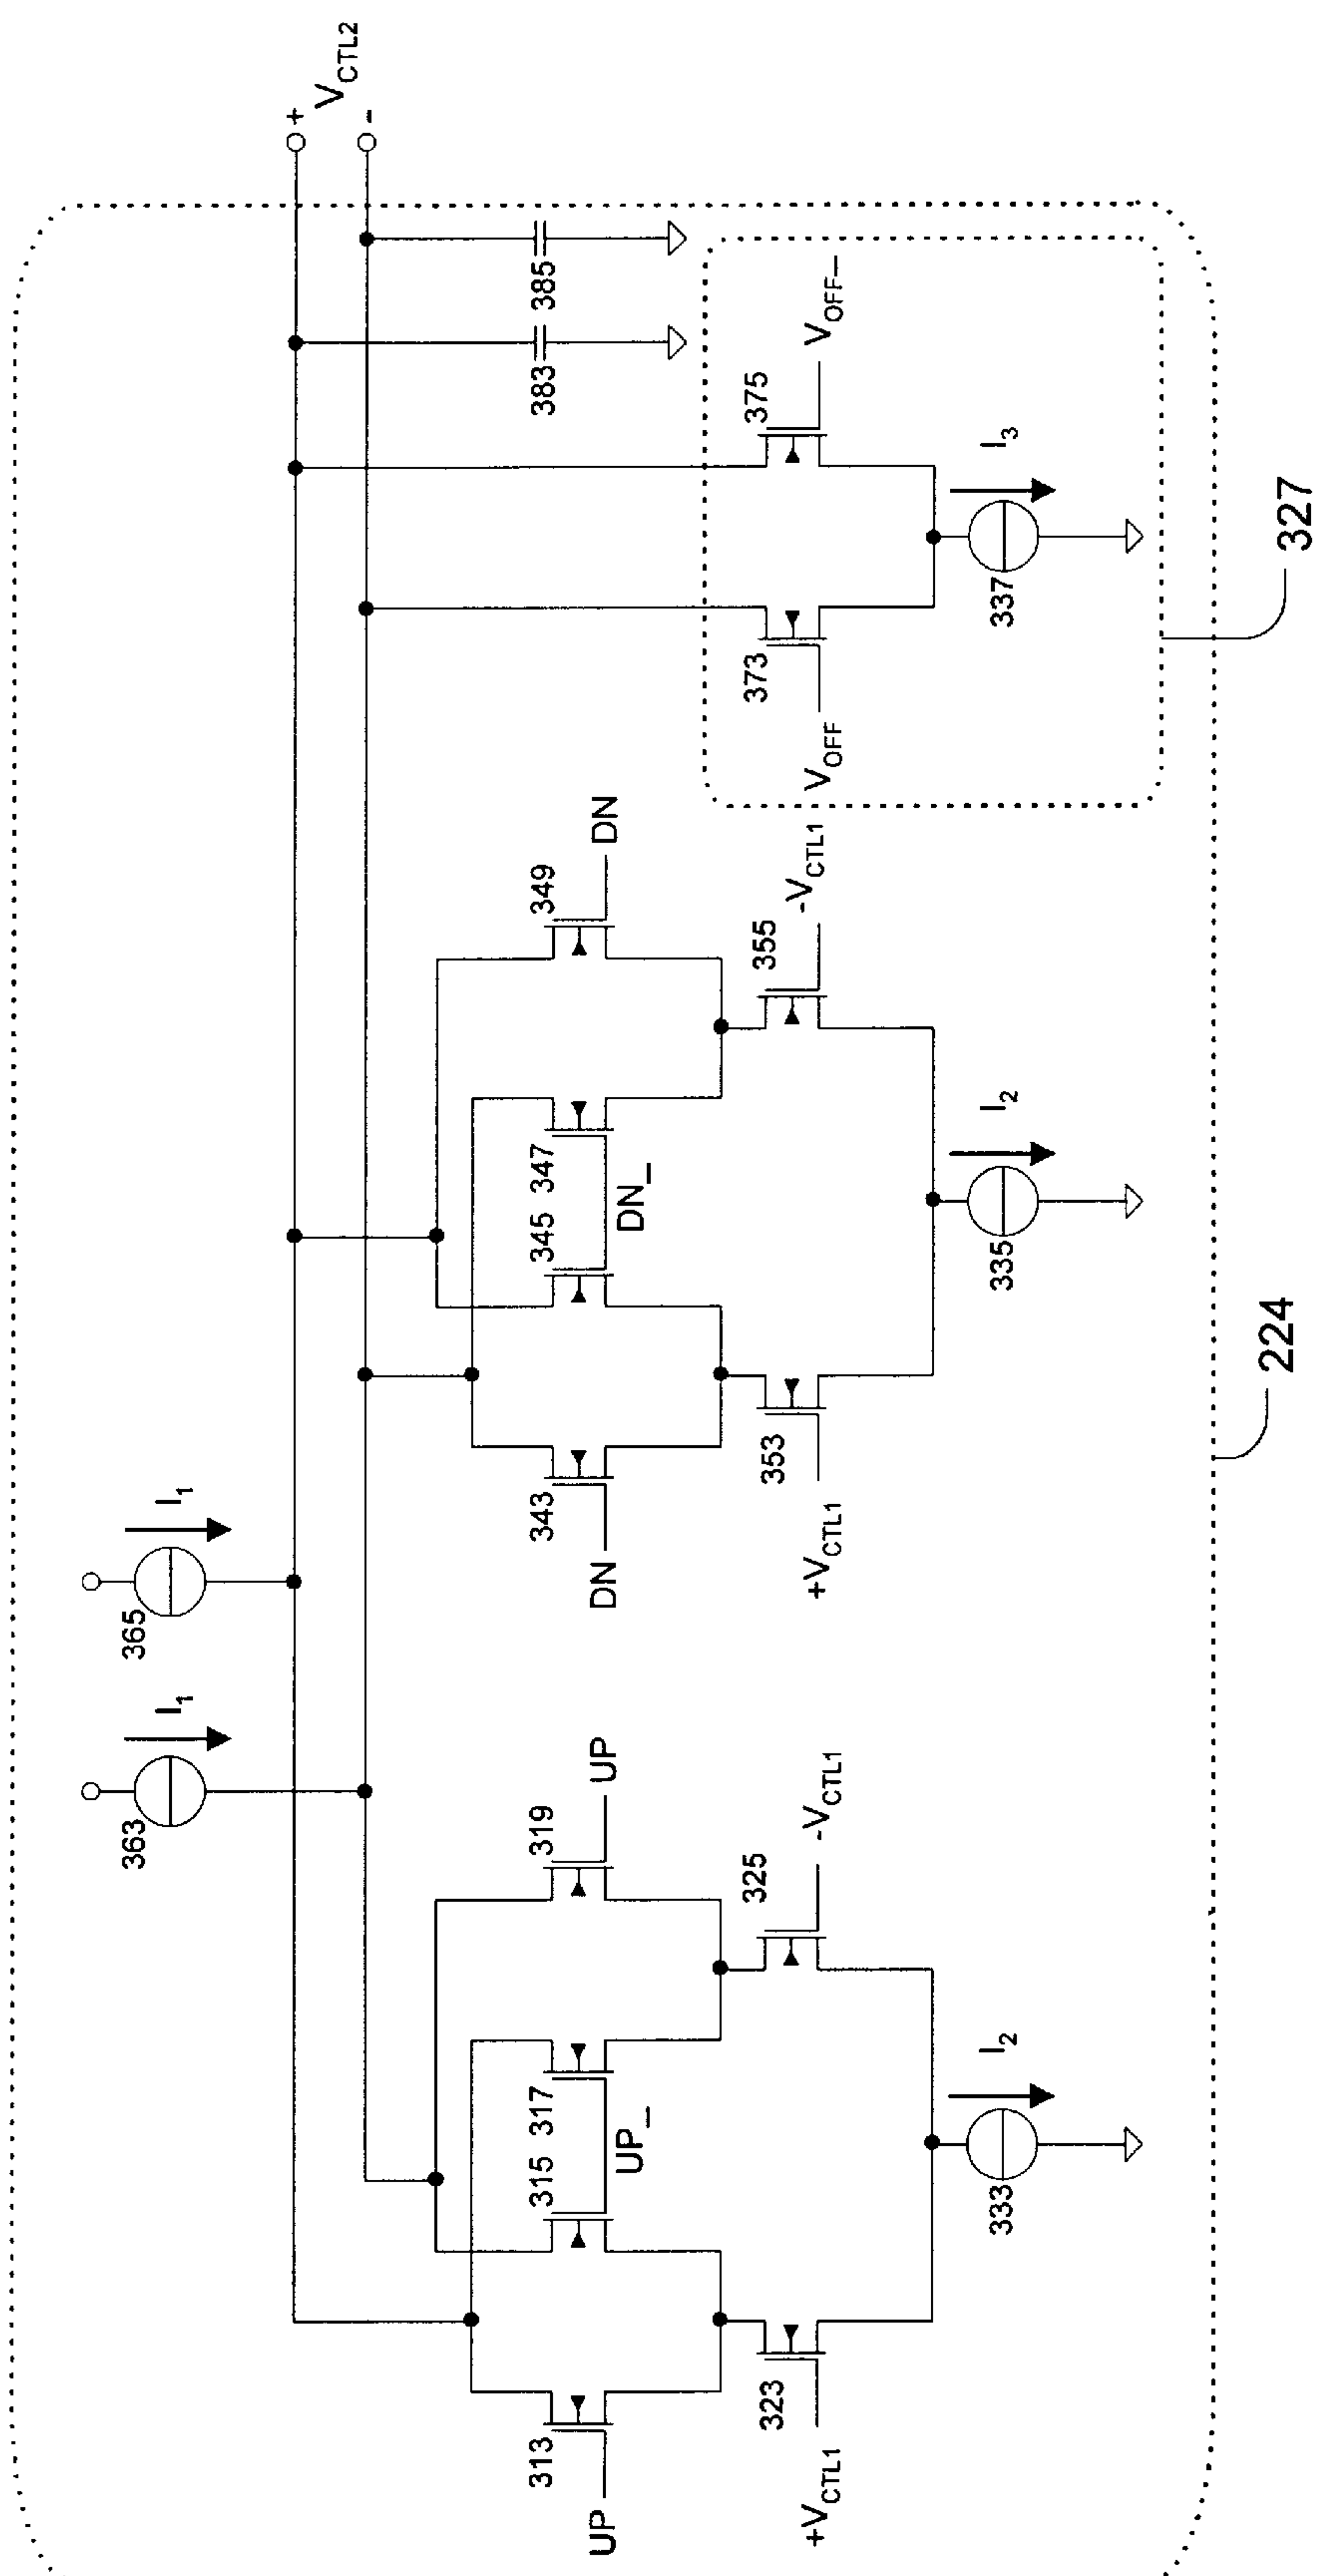 363
I1
365
I1
+
VCTL2
-
UP
313
315
317
UP_
319
UP
DN
343
345
347
DN_
349
DN
383
385
+VCTL1
323
325
-VCTL1
+VCTL1
353
355
-VCTL1
VOFF
373
375
VOFF_
333
I2
335
I2
337
I3
224
327